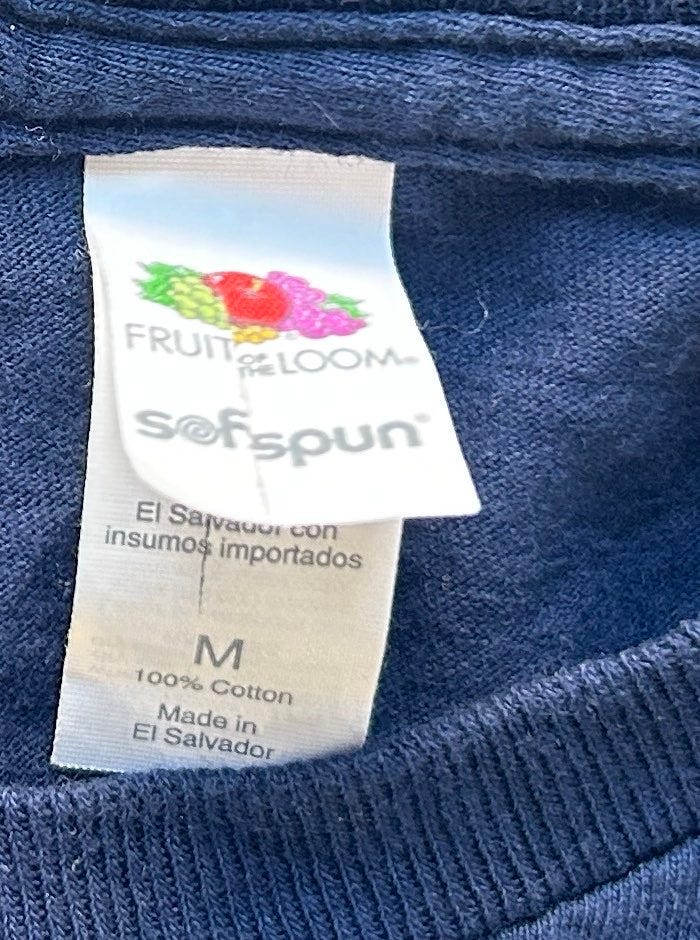 FRUIT OF THE LOOM®
sofspun®
El Salvador con
insumos importados
M
100% Cotton
Made in
El Salvador